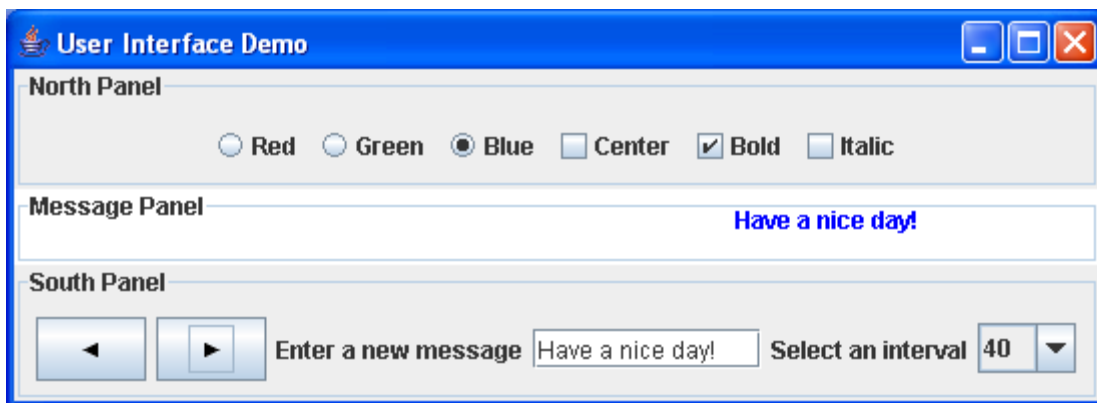 User Interface Demo
North Panel
Red Green Blue Center Bold Italic
Message Panel
Have a nice day!
South Panel
Enter a new message Have a nice day! Select an interval 40